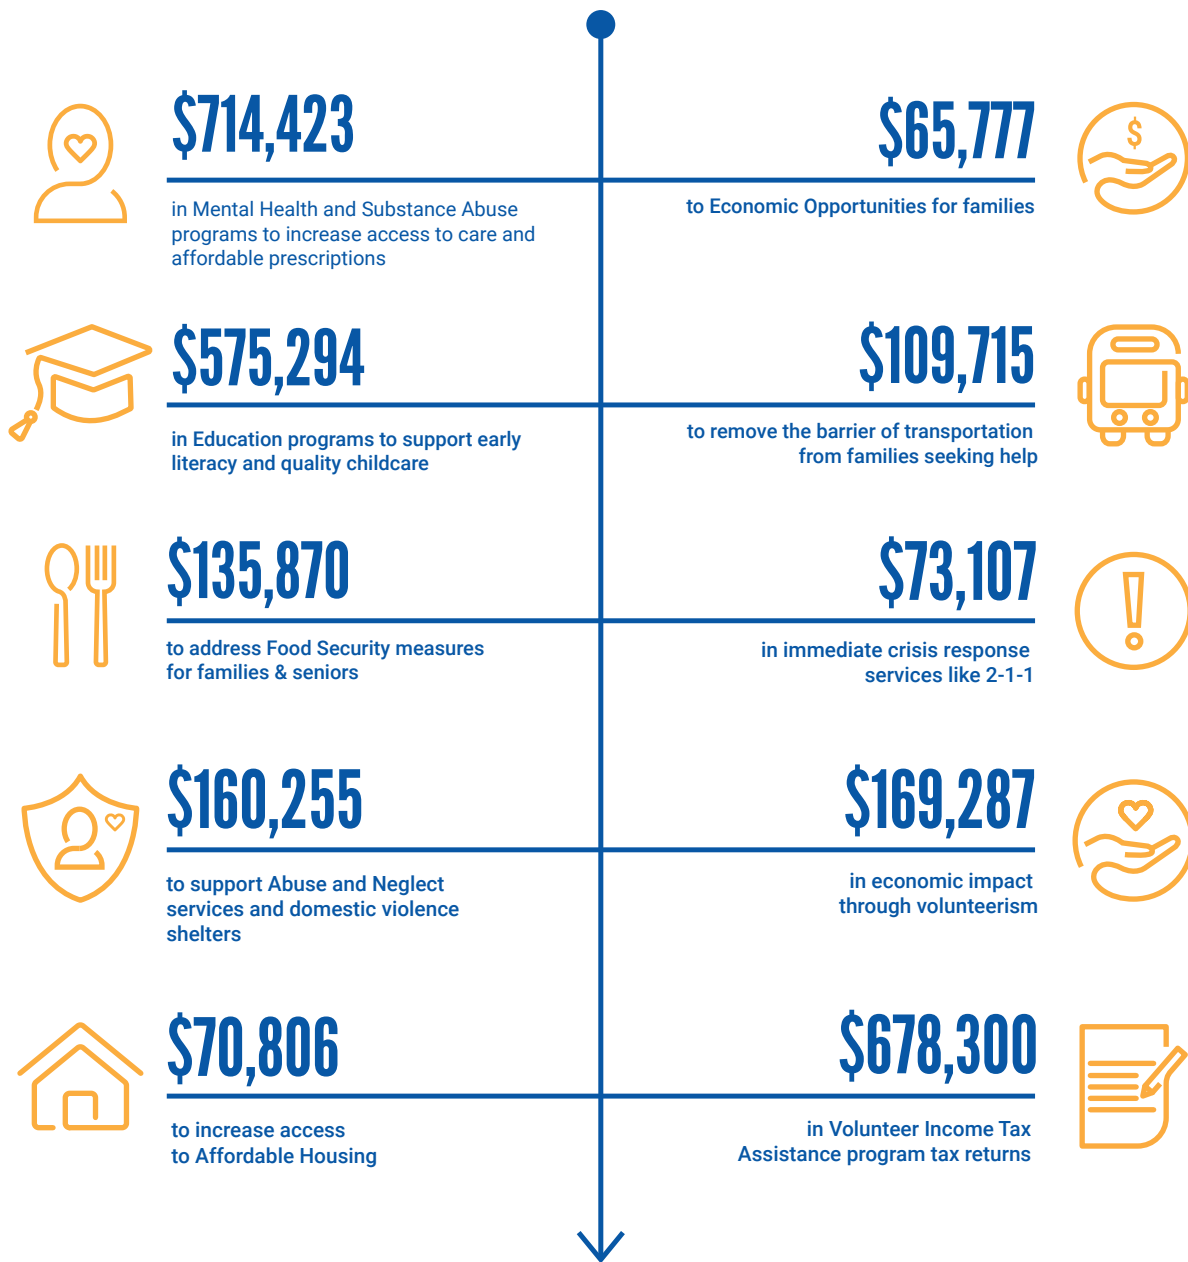 $714,423
in Mental Health and Substance Abuse
programs to increase access to care and
affordable prescriptions
$65,777
to Economic Opportunities for families
$575,294
in Education programs to support early
literacy and quality childcare
$109,715
to remove the barrier of transportation
from families seeking help
$135,870
to address Food Security measures
for families & seniors
$73,107
in immediate crisis response
services like 2-1-1
$160,255
to support Abuse and Neglect
services and domestic violence
shelters
$169,287
in economic impact
through volunteerism
$70,806
to increase access
to Affordable Housing
$678,300
in Volunteer Income Tax
Assistance program tax returns
$